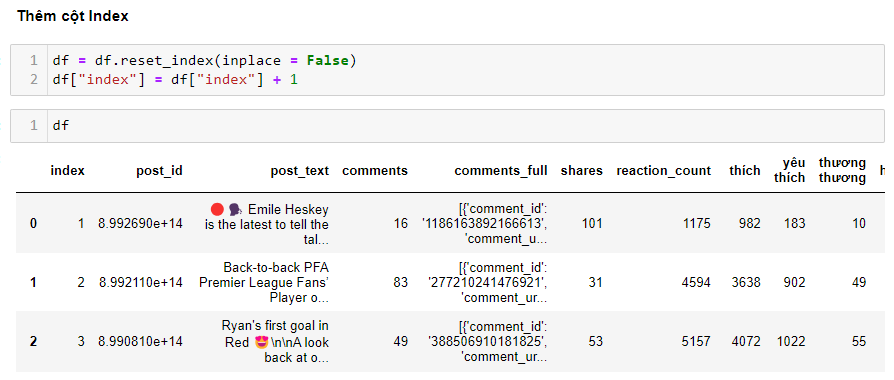 Thêm cột Index
1 df = df.reset_index(inplace = False)
2 df["index"] = df["index"] + 1
1 df
index post_id post_text comments comments_full shares reaction_count thích yêu thích thương thương h
0 1 8.992690e+14 🔴 🗣 Emile Heskey is the latest to tell the tal... 16 [{'comment_id': '1186163892166613', 'comment_u... 101 1175 982 183 10
1 2 8.992110e+14 Back-to-back PFA Premier League Fans' Player o... 83 [{'comment_id': '277210241476921', 'comment_ur... 31 4594 3638 902 49
2 3 8.990810e+14 Ryan's first goal in Red 😍\n\nA look back at o... 49 [{'comment_id': '388506910181825', 'comment_ur... 53 5157 4072 1022 55